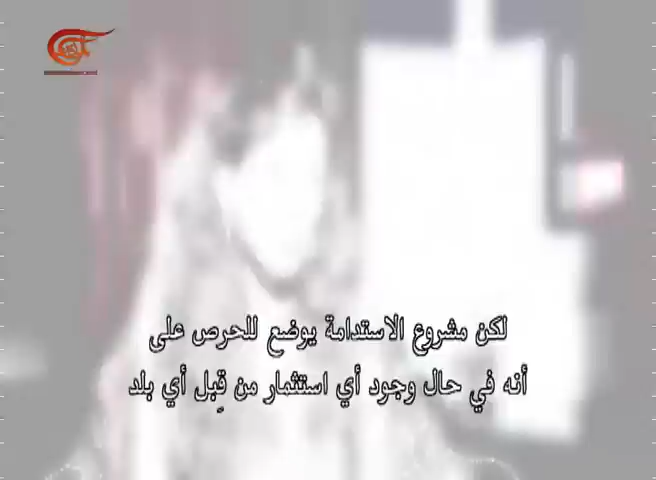 لكن مشروع الاستدامة يوضع للحرص على
أنه في حال وجود أي استثمار من قِبل أي بلد